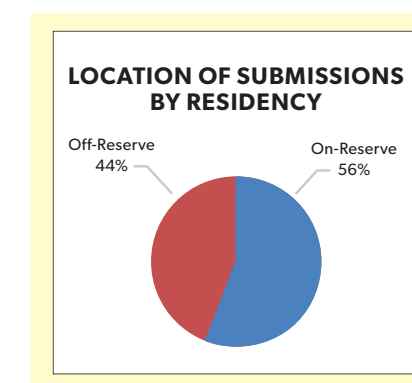 LOCATION OF SUBMISSIONS
BY RESIDENCY
Off-Reserve
44%
On-Reserve
56%